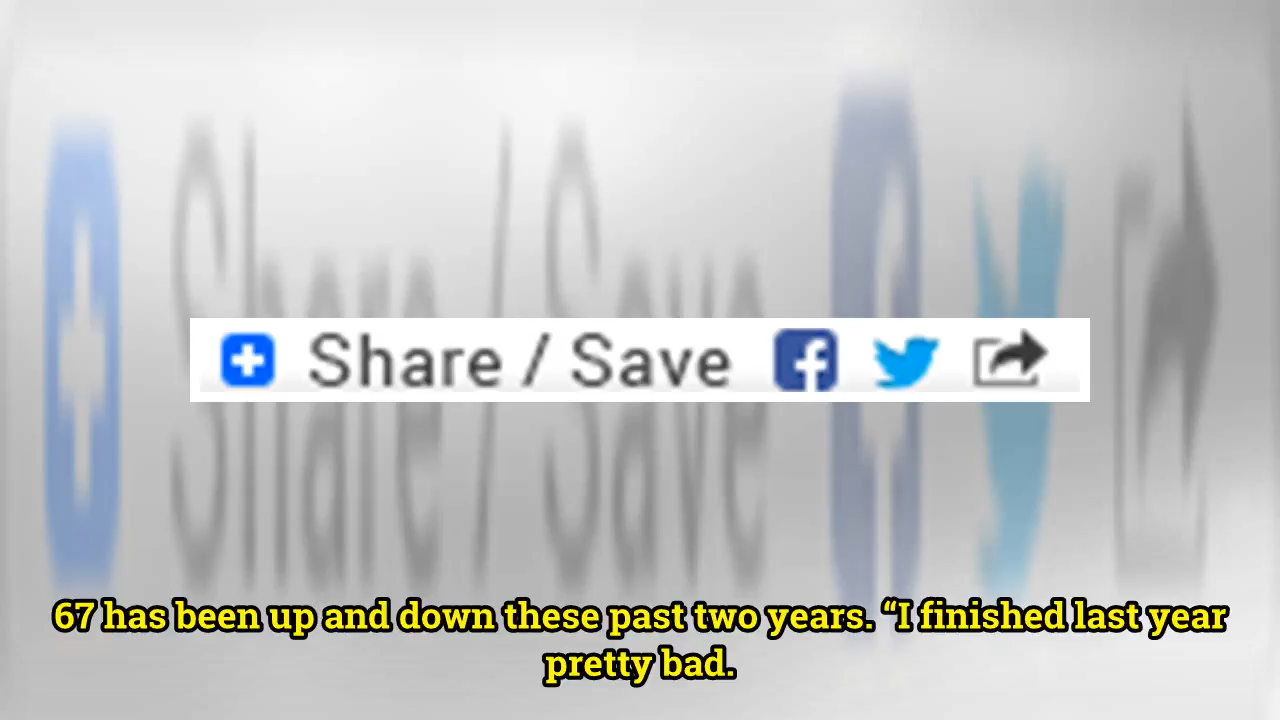 Share / Save
67 has been up and down these past two years. “I finished last year
pretty bad.